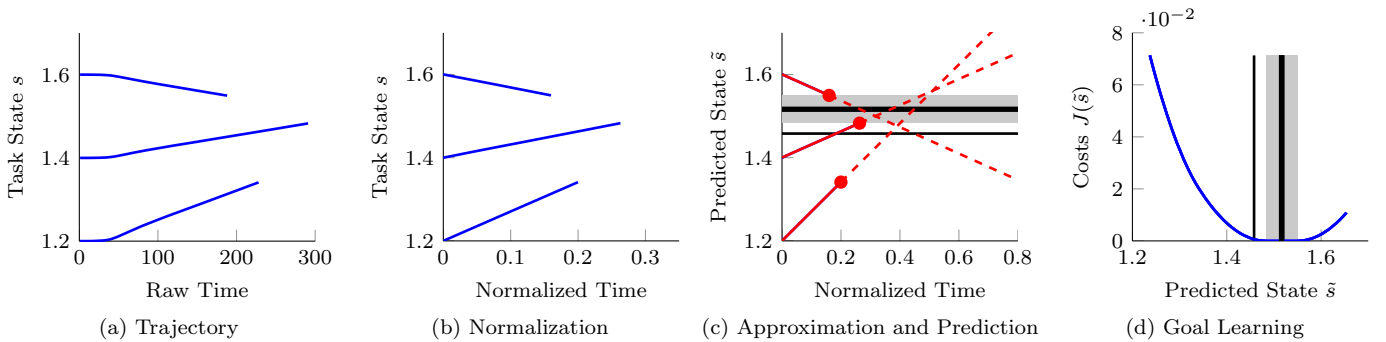 Task State s
1.6
1.4
1.2
0
100
200
300
Raw Time
(a) Trajectory
Task State s
1.6
1.4
1.2
0
0.1
0.2
0.3
Normalized Time
(b) Normalization
Predicted State s̃
1.6
1.4
1.2
0
0.2
0.4
0.6
0.8
Normalized Time
(c) Approximation and Prediction
·10⁻²
Costs J(s̃)
8
6
4
2
0
1.2
1.4
1.6
Predicted State s̃
(d) Goal Learning